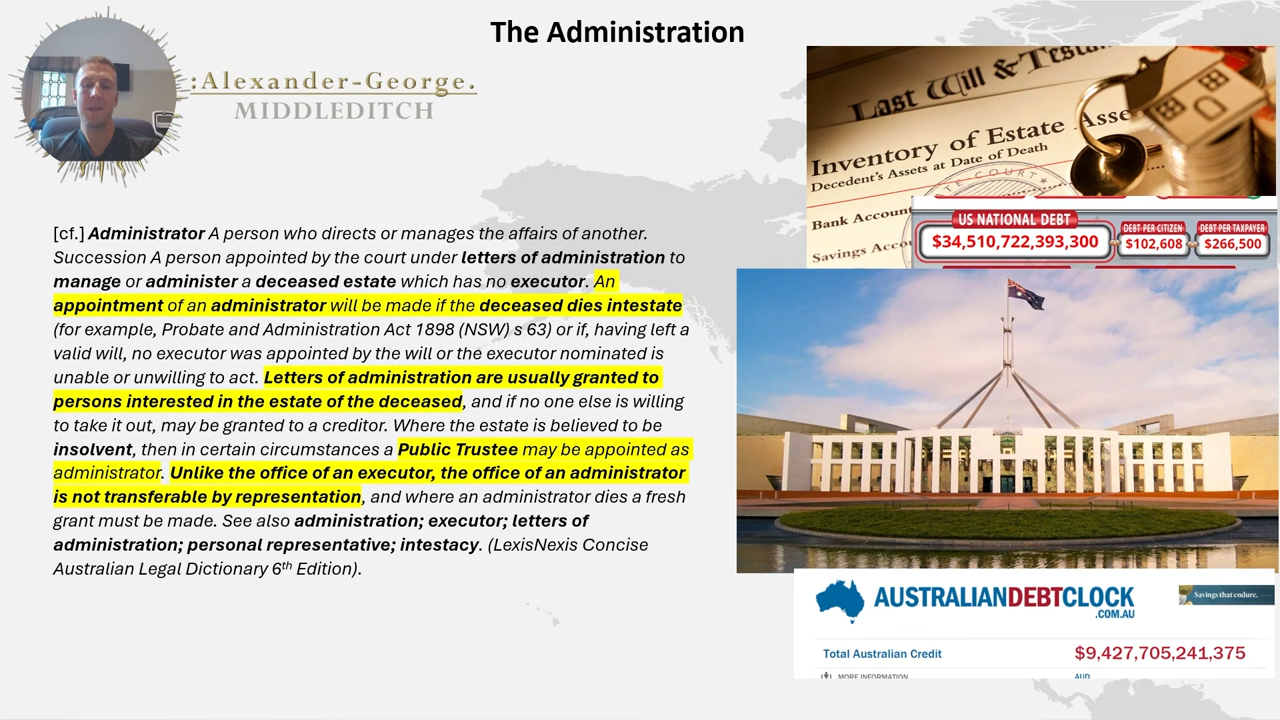 The Administration
:Alexander-George.
MIDDLEDITCH
[cf.] Administrator A person who directs or manages the affairs of another.
Succession A person appointed by the court under letters of administration to
manage or administer a deceased estate which has no executor. An
appointment of an administrator will be made if the deceased dies intestate
(for example, Probate and Administration Act 1898 (NSW) s 63) or if, having left a
valid will, no executor was appointed by the will or the executor nominated is
unable or unwilling to act. Letters of administration are usually granted to
persons interested in the estate of the deceased, and if no one else is willing
to take it out, may be granted to a creditor. Where the estate is believed to be
insolvent, then in certain circumstances a Public Trustee may be appointed as
administrator. Unlike the office of an executor, the office of an administrator
is not transferable by representation, and where an administrator dies a fresh
grant must be made. See also administration; executor; letters of
administration; personal representative; intestacy. (LexisNexis Concise
Australian Legal Dictionary 6th Edition).
Last Will & Testa
Inventory of Estate Asse
Decedent's Assets at Date of Death
Bank Account
Savings Acco
US NATIONAL DEBT
$34,510,722,393,300
DEBT PER CITIZEN
$102,608
DEBT PER TAXPAYER
$266,500
AUSTRALIANDEBTCLOCK
.COM.AU
Savings that endure.
Total Australian Credit
$9,427,705,241,375
MORE INFORMATION
AUD